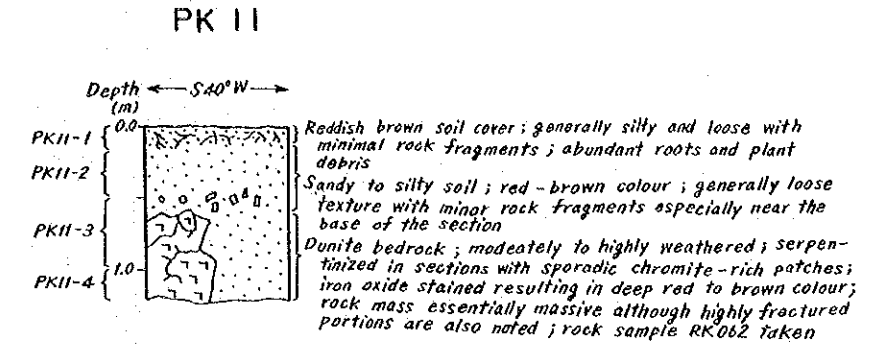 PK 11
Depth
(m)
S40°W
0.0
PK11-1
PK11-2
PK11-3
PK11-4
1.0
Reddish brown soil cover ; generally silty and loose with
minimal rock fragments ; abundant roots and plant
debris
Sandy to silty soil ; red-brown colour ; generally loose
texture with minor rock fragments especially near the
base of the section
Dunite bedrock ; modeately to highly weathered ; serpen-
tinized in sections with sporadic chromite-rich patches ;
iron oxide stained resulting in deep red to brown colour ;
rock mass essentially massive although highly fractured
portions are also noted ; rock sample RK062 taken